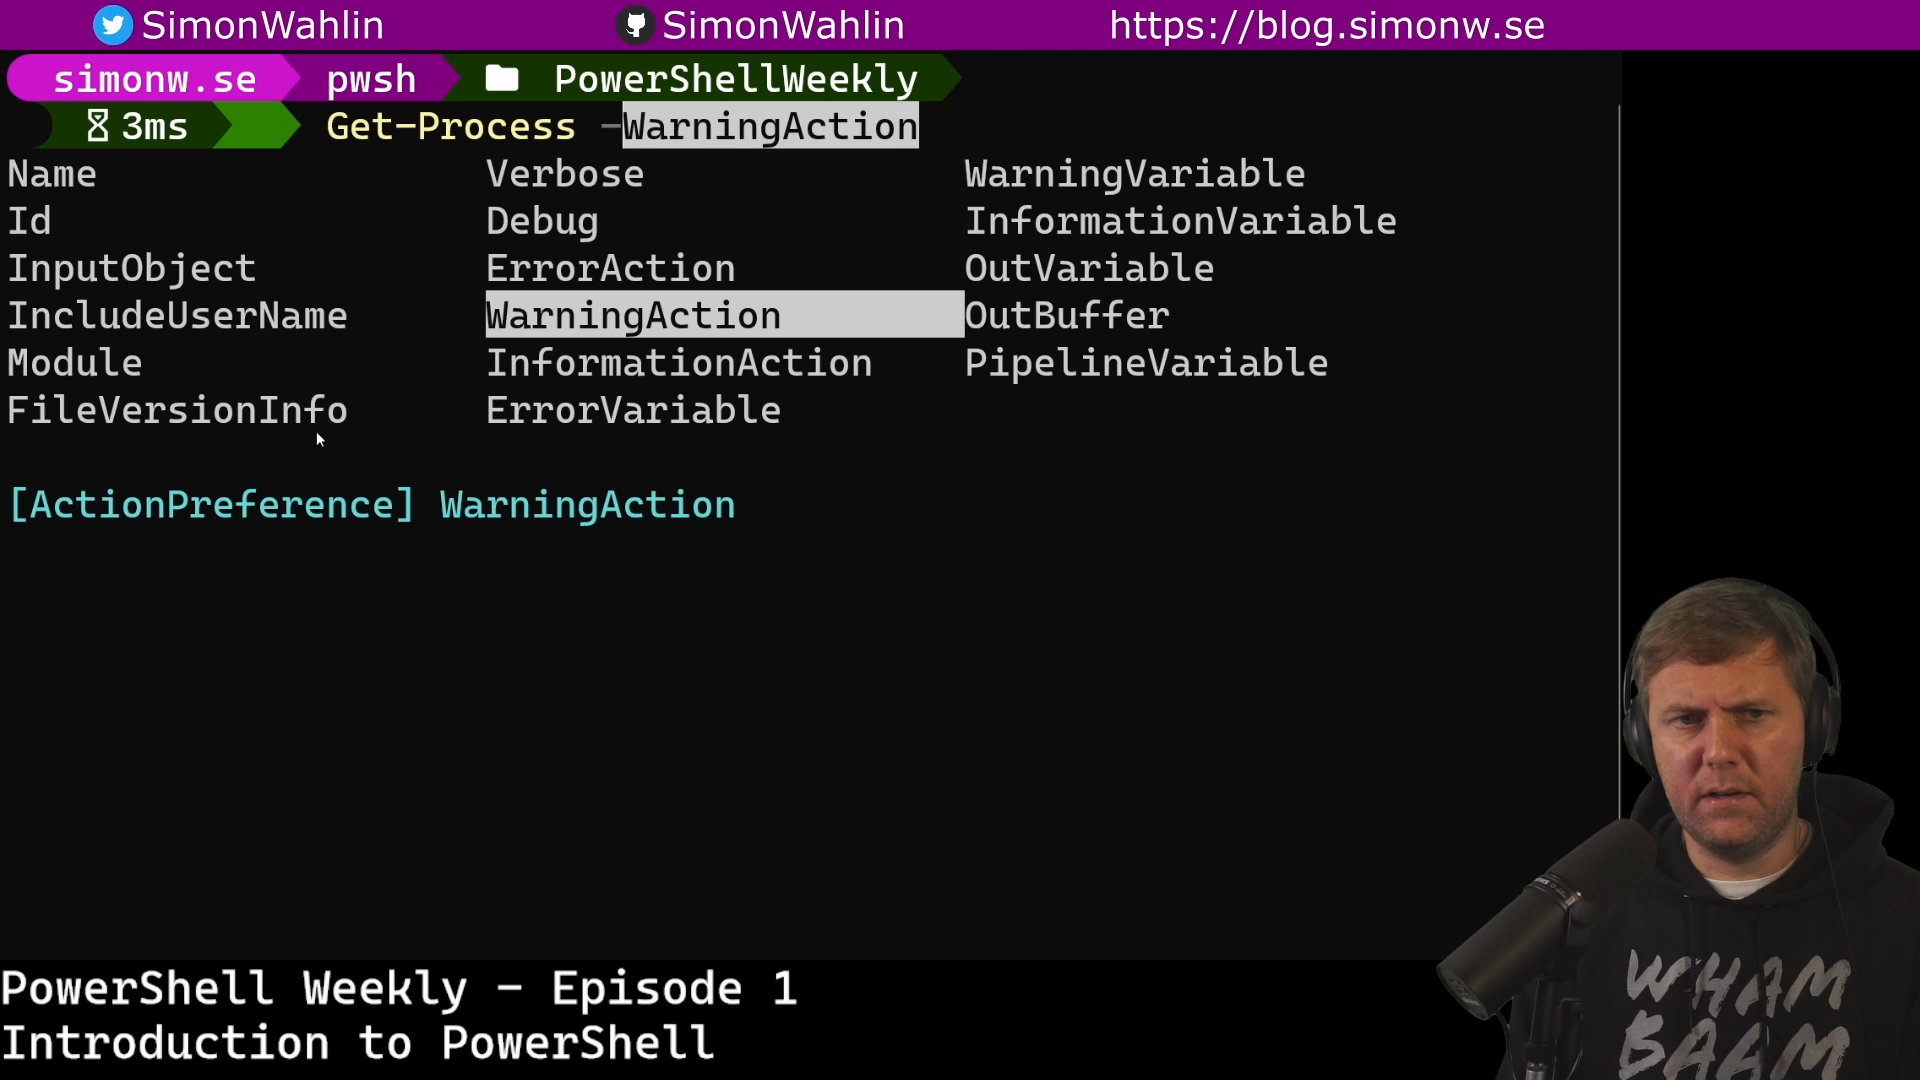 SimonWahlin SimonWahlin https://blog.simonw.se
simonw.se pwsh PowerShellWeekly
3ms Get-Process -WarningAction
Name Verbose WarningVariable
Id Debug InformationVariable
InputObject ErrorAction OutVariable
IncludeUserName WarningAction OutBuffer
Module InformationAction PipelineVariable
FileVersionInfo ErrorVariable
[ActionPreference] WarningAction
PowerShell Weekly - Episode 1
Introduction to PowerShell
WHAM
BAAM